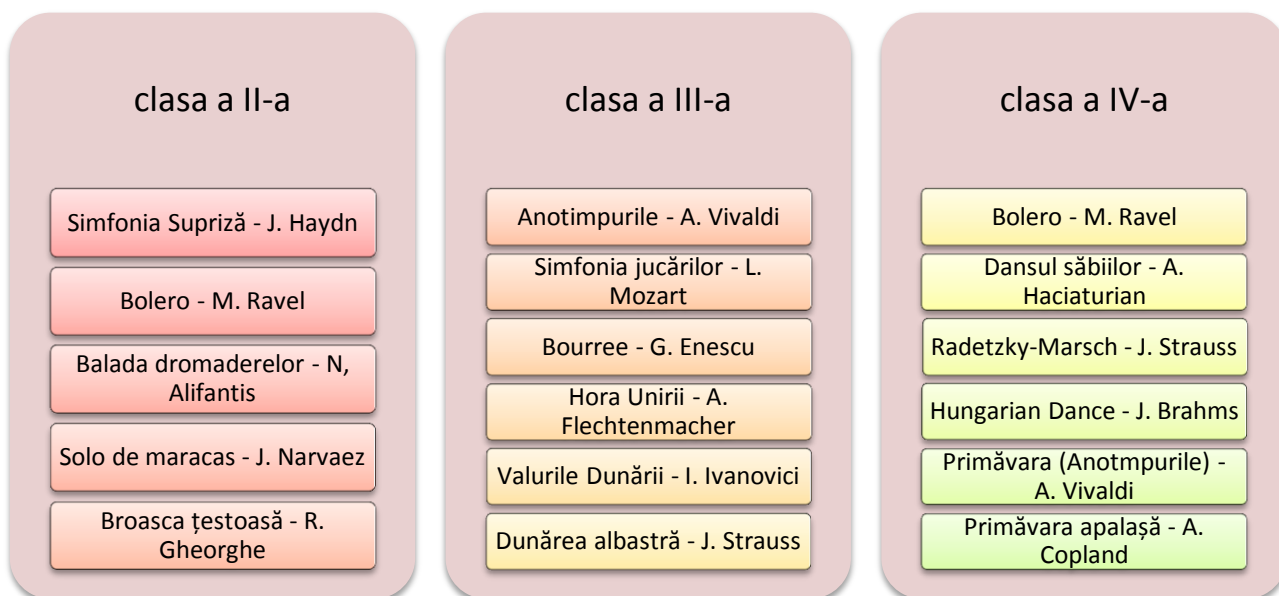 clasa a II-a
Simfonia Supriză - J. Haydn
Bolero - M. Ravel
Balada dromaderelor - N,
Alifantis
Solo de maracas - J. Narvaez
Broasca țestoasă - R.
Gheorghe
clasa a III-a
Anotimpurile - A. Vivaldi
Simfonia jucărilor - L.
Mozart
Bourree - G. Enescu
Hora Unirii - A.
Flechtenmacher
Valurile Dunării - I. Ivanovici
Dunărea albastră - J. Strauss
clasa a IV-a
Bolero - M. Ravel
Dansul săbiilor - A.
Haciaturian
Radetzky-Marsch - J. Strauss
Hungarian Dance - J. Brahms
Primăvara (Anotmpurile) -
A. Vivaldi
Primăvara apalașă - A.
Copland